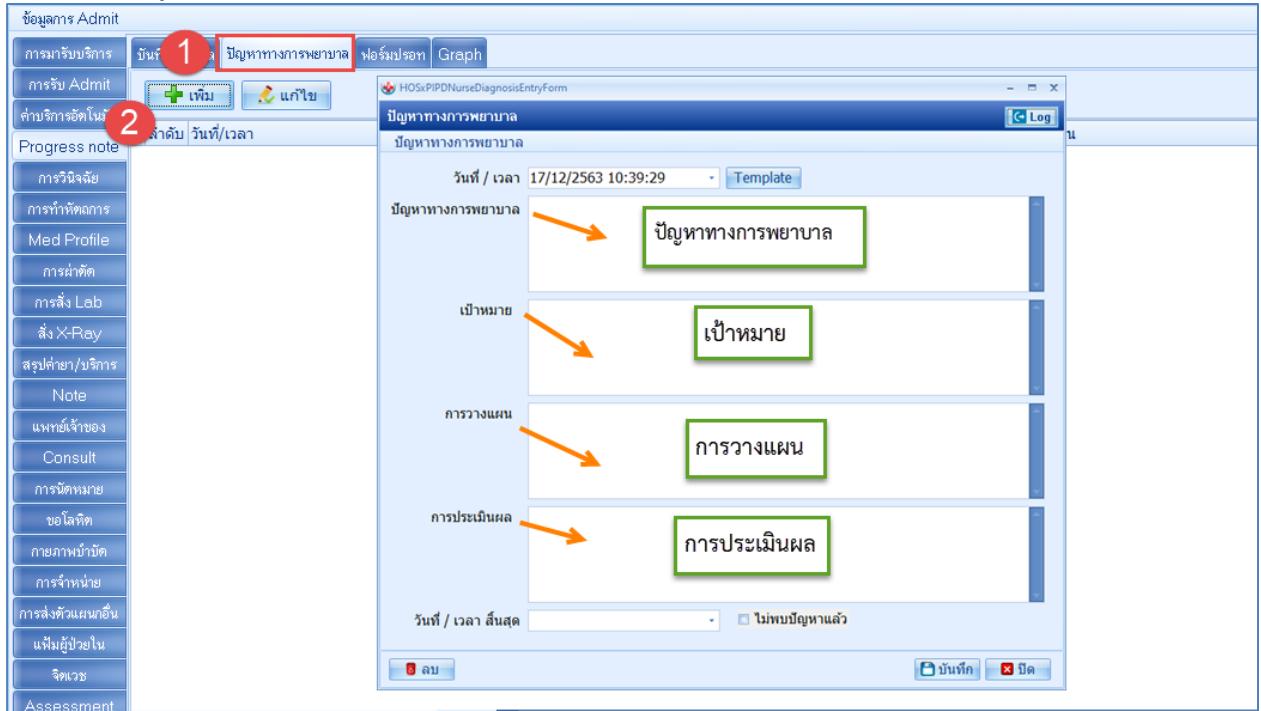 ข้อมูลการ Admit
การมารับบริการ
การรับ Admit
ค่าบริการอัตโนมั
Progress note
การวินิจฉัย
การทำหัตถการ
Med Profile
การผ่าตัด
การสั่ง Lab
สั่ง X-Ray
สรุปค่ายา/บริการ
Note
แพทย์เจ้าของ
Consult
การนัดหมาย
ขอโลหิต
กายภาพบำบัด
การจำหน่าย
การส่งตัวแผนกอื่น
แฟ้มผู้ป่วยใน
จิตเวช
Assessment
1
ปัญหาทางการพยาบาล
ฟอร์มปรอท
Graph
2
เพิ่ม
แก้ไข
ลำดับ วันที่/เวลา
HOSxPIPDNurseDiagnosisEntryForm
ปัญหาทางการพยาบาล
Log
ปัญหาทางการพยาบาล
วันที่ / เวลา 17/12/2563 10:39:29 Template
ปัญหาทางการพยาบาล
ปัญหาทางการพยาบาล
เป้าหมาย
เป้าหมาย
การวางแผน
การวางแผน
การประเมินผล
การประเมินผล
วันที่ / เวลา สิ้นสุด
ไม่พบปัญหาแล้ว
ลบ
บันทึก
ปิด